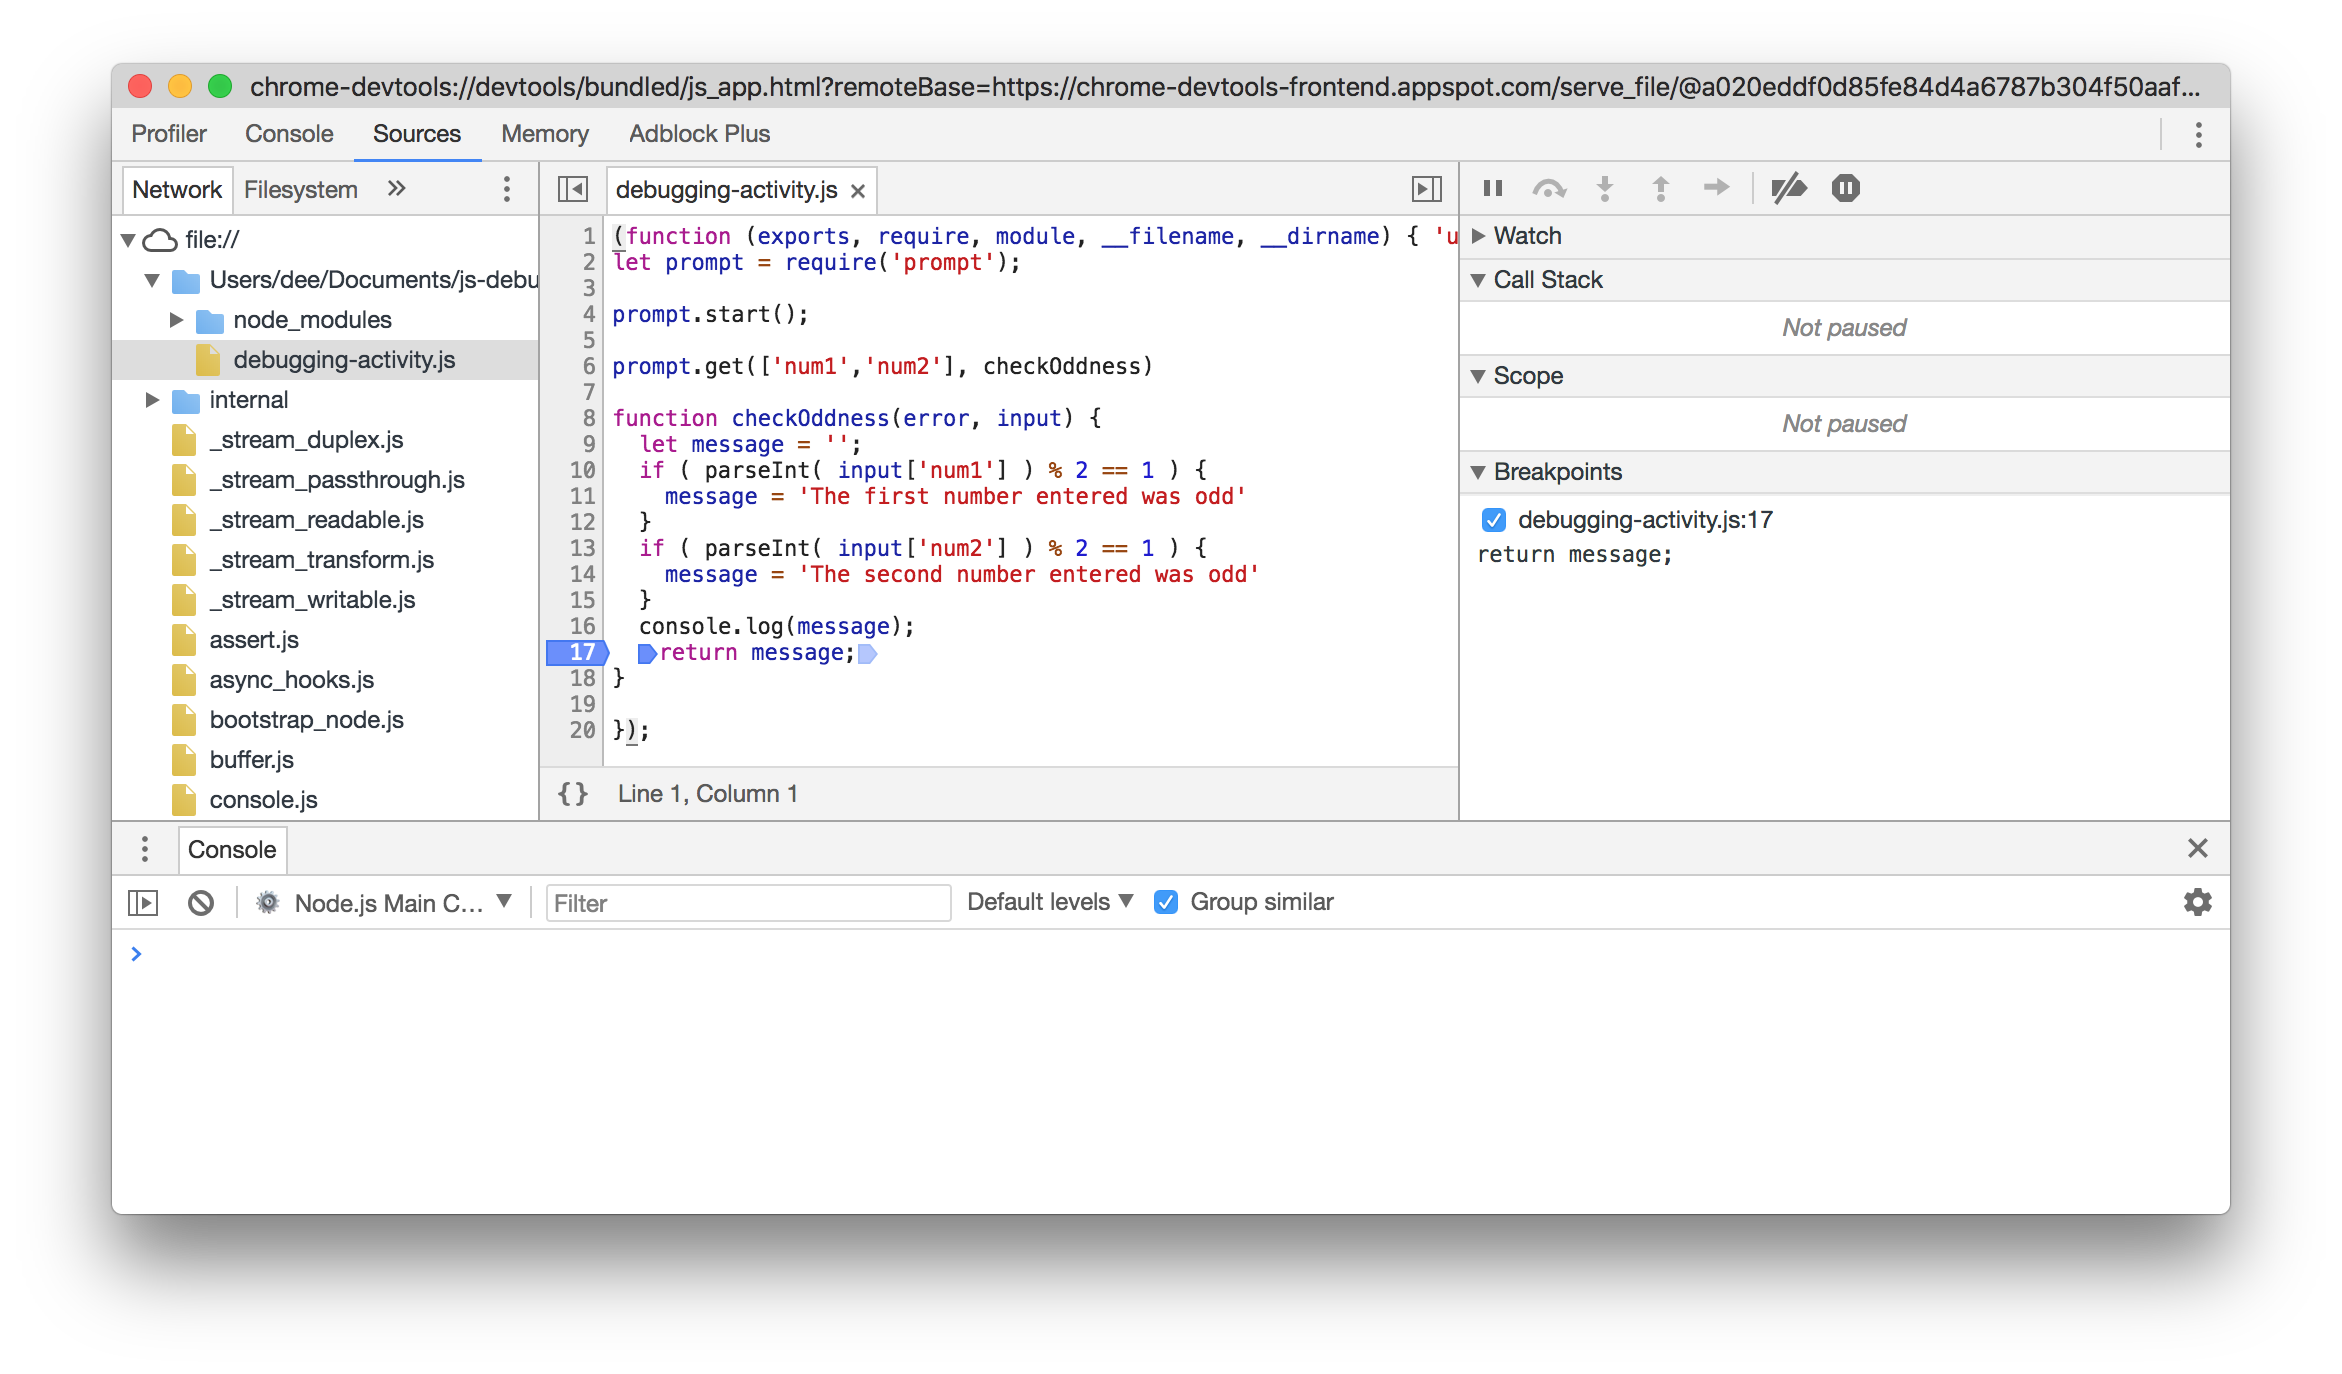 chrome-devtools://devtools/bundled/js_app.html?remoteBase=https://chrome-devtools-frontend.appspot.com/serve_file/@a020eddf0d85fe84d4a6787b304f50aaf...
Profiler Console Sources Memory Adblock Plus
Network Filesystem »
file://
Users/dee/Documents/js-debu
node_modules
debugging-activity.js
internal
_stream_duplex.js
_stream_passthrough.js
_stream_readable.js
_stream_transform.js
_stream_writable.js
assert.js
async_hooks.js
bootstrap_node.js
buffer.js
console.js
debugging-activity.js ×
1 (function (exports, require, module, __filename, __dirname) { 'u
2 let prompt = require('prompt');
3
4 prompt.start();
5
6 prompt.get(['num1','num2'], checkOddness)
7
8 function checkOddness(error, input) {
9 let message = '';
10 if ( parseInt( input['num1'] ) % 2 == 1 ) {
11 message = 'The first number entered was odd'
12 }
13 if ( parseInt( input['num2'] ) % 2 == 1 ) {
14 message = 'The second number entered was odd'
15 }
16 console.log(message);
17 return message;
18 }
19
20 });
{} Line 1, Column 1
Watch
Call Stack
Not paused
Scope
Not paused
Breakpoints
debugging-activity.js:17
return message;
Console
Node.js Main C... Filter Default levels Group similar